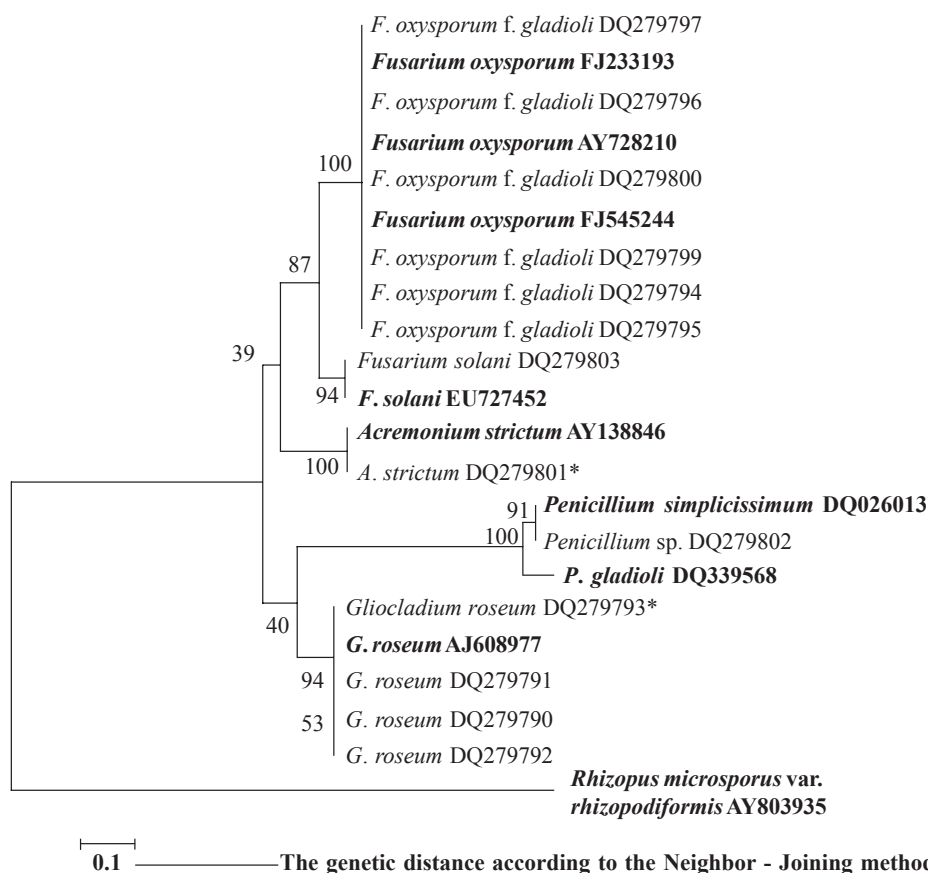 F. oxysporum f. gladioli DQ279797
Fusarium oxysporum FJ233193
F. oxysporum f. gladioli DQ279796
Fusarium oxysporum AY728210
100
F. oxysporum f. gladioli DQ279800
Fusarium oxysporum FJ545244
F. oxysporum f. gladioli DQ279799
87
F. oxysporum f. gladioli DQ279794
F. oxysporum f. gladioli DQ279795
39
Fusarium solani DQ279803
94
F. solani EU727452
Acremonium strictum AY138846
100
A. strictum DQ279801*
Penicillium simplicissimum DQ026013
91
100
Penicillium sp. DQ279802
P. gladioli DQ339568
Gliocladium roseum DQ279793*
40
G. roseum AJ608977
94
G. roseum DQ279791
53
G. roseum DQ279790
G. roseum DQ279792
Rhizopus microsporus var.
rhizopodiformis AY803935
0.1
The genetic distance according to the Neighbor - Joining method